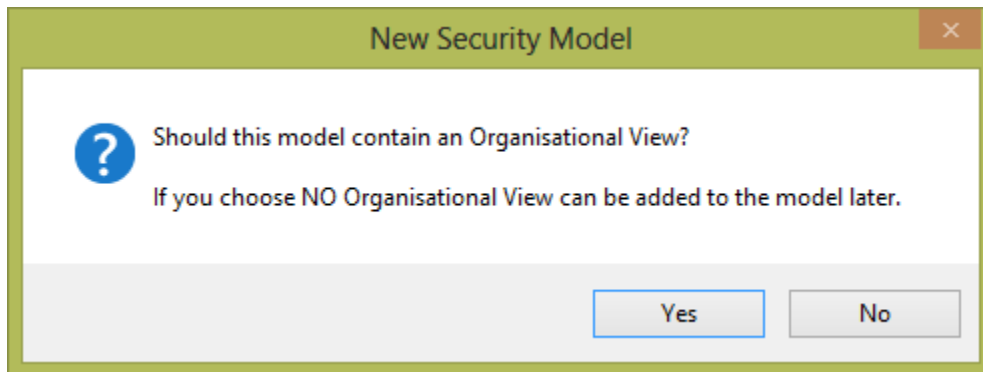 New Security Model
Should this model contain an Organisational View?
If you choose NO Organisational View can be added to the model later.
Yes
No